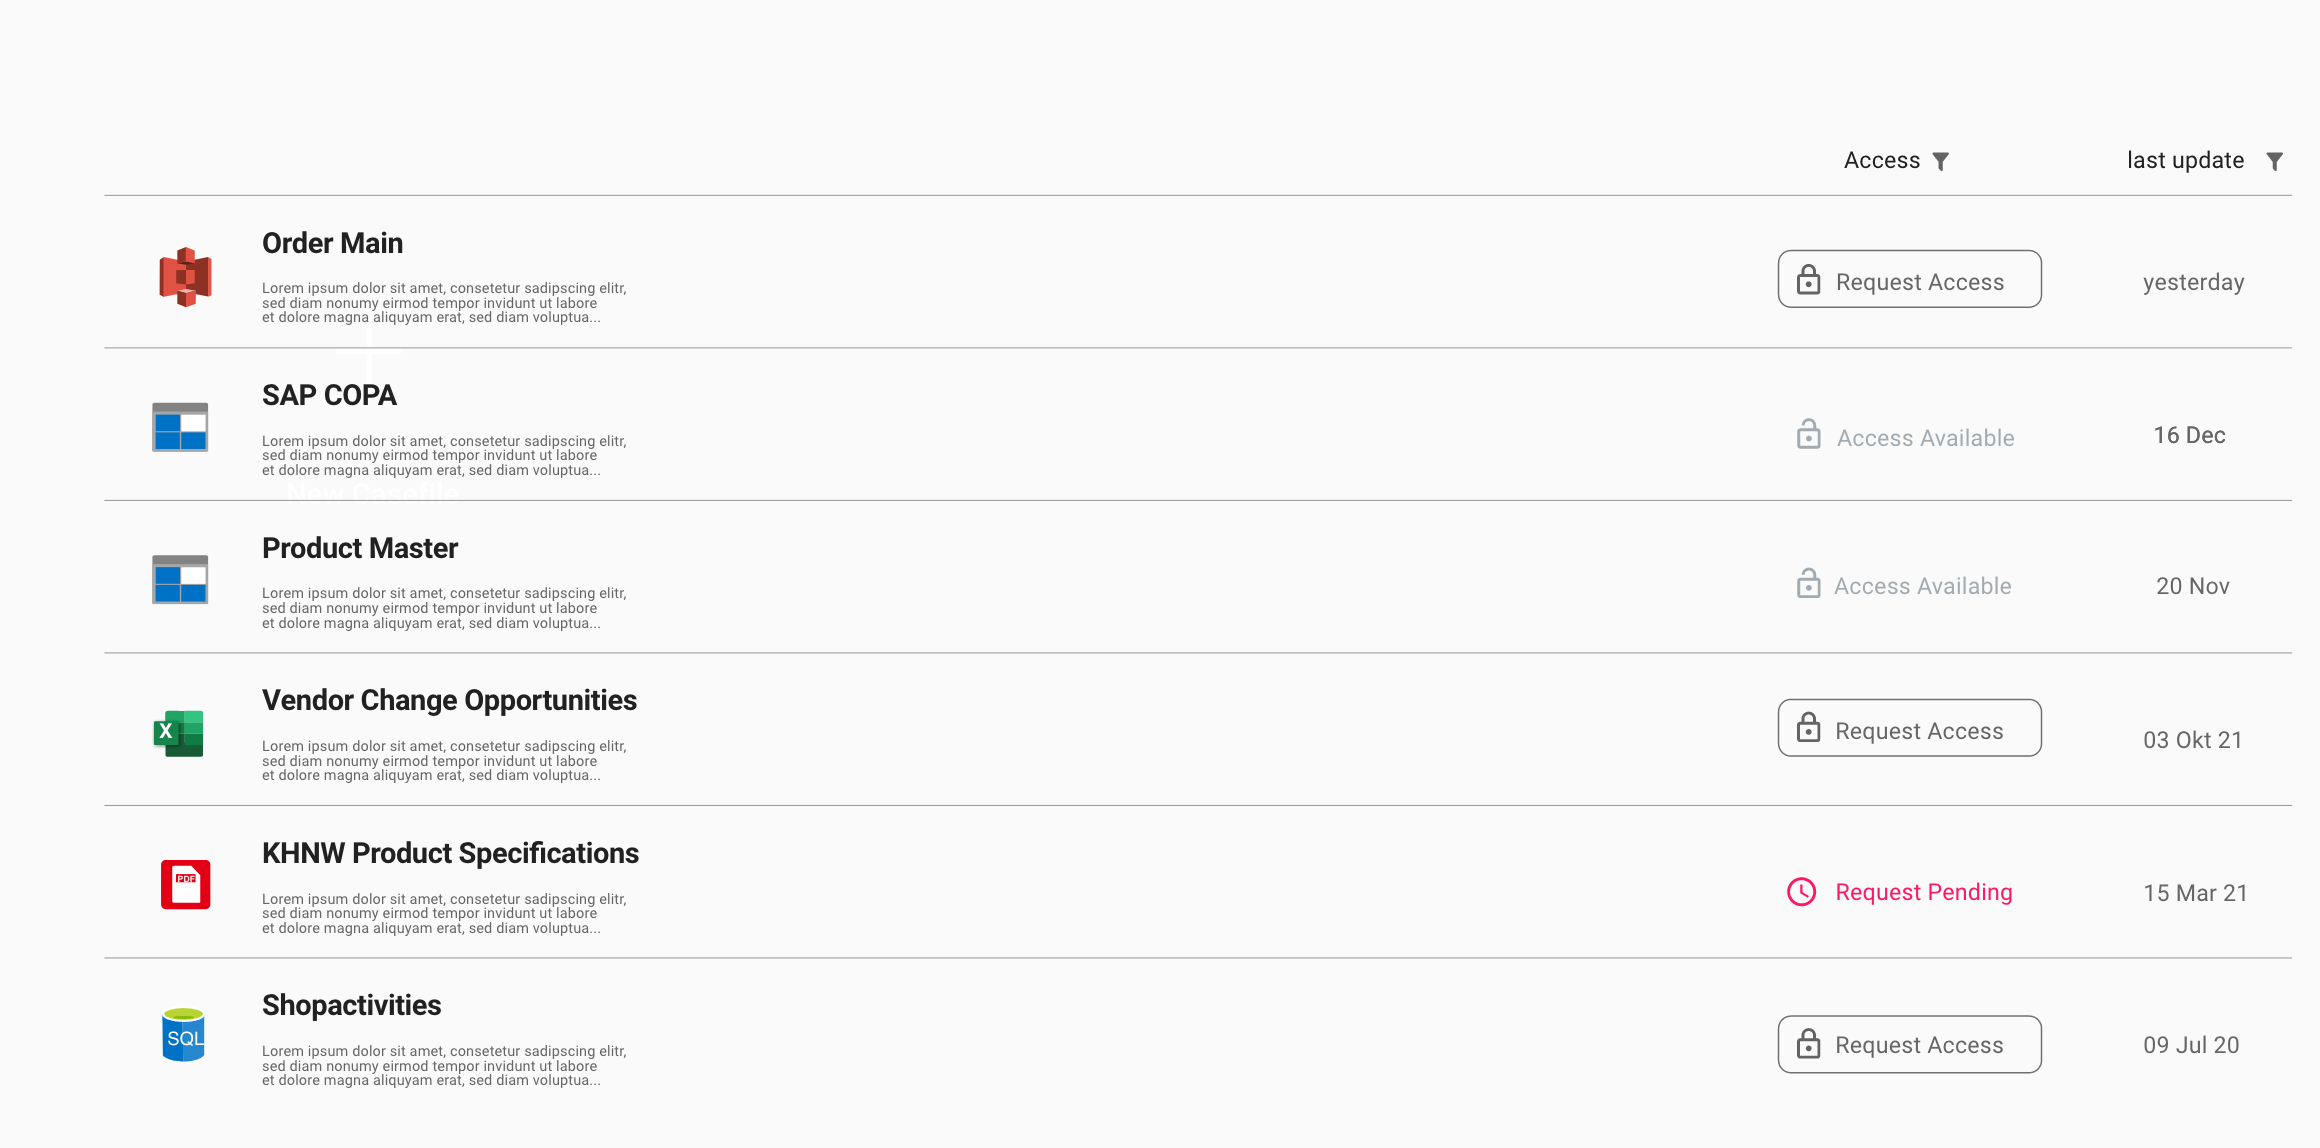 Access
last update
Order Main
Lorem ipsum dolor sit amet, consetetur sadipscing elitr,
sed diam nonumy eirmod tempor invidunt ut labore
et dolore magna aliquyam erat, sed diam voluptua...
Request Access
yesterday
SAP COPA
Lorem ipsum dolor sit amet, consetetur sadipscing elitr,
sed diam nonumy eirmod tempor invidunt ut labore
et dolore magna aliquyam erat, sed diam voluptua...
Access Available
16 Dec
New Casefile
Product Master
Lorem ipsum dolor sit amet, consetetur sadipscing elitr,
sed diam nonumy eirmod tempor invidunt ut labore
et dolore magna aliquyam erat, sed diam voluptua...
Access Available
20 Nov
X
Vendor Change Opportunities
Lorem ipsum dolor sit amet, consetetur sadipscing elitr,
sed diam nonumy eirmod tempor invidunt ut labore
et dolore magna aliquyam erat, sed diam voluptua...
Request Access
03 Okt 21
PDF
KHNW Product Specifications
Lorem ipsum dolor sit amet, consetetur sadipscing elitr,
sed diam nonumy eirmod tempor invidunt ut labore
et dolore magna aliquyam erat, sed diam voluptua...
Request Pending
15 Mar 21
SQL
Shopactivities
Lorem ipsum dolor sit amet, consetetur sadipscing elitr,
sed diam nonumy eirmod tempor invidunt ut labore
et dolore magna aliquyam erat, sed diam voluptua...
Request Access
09 Jul 20